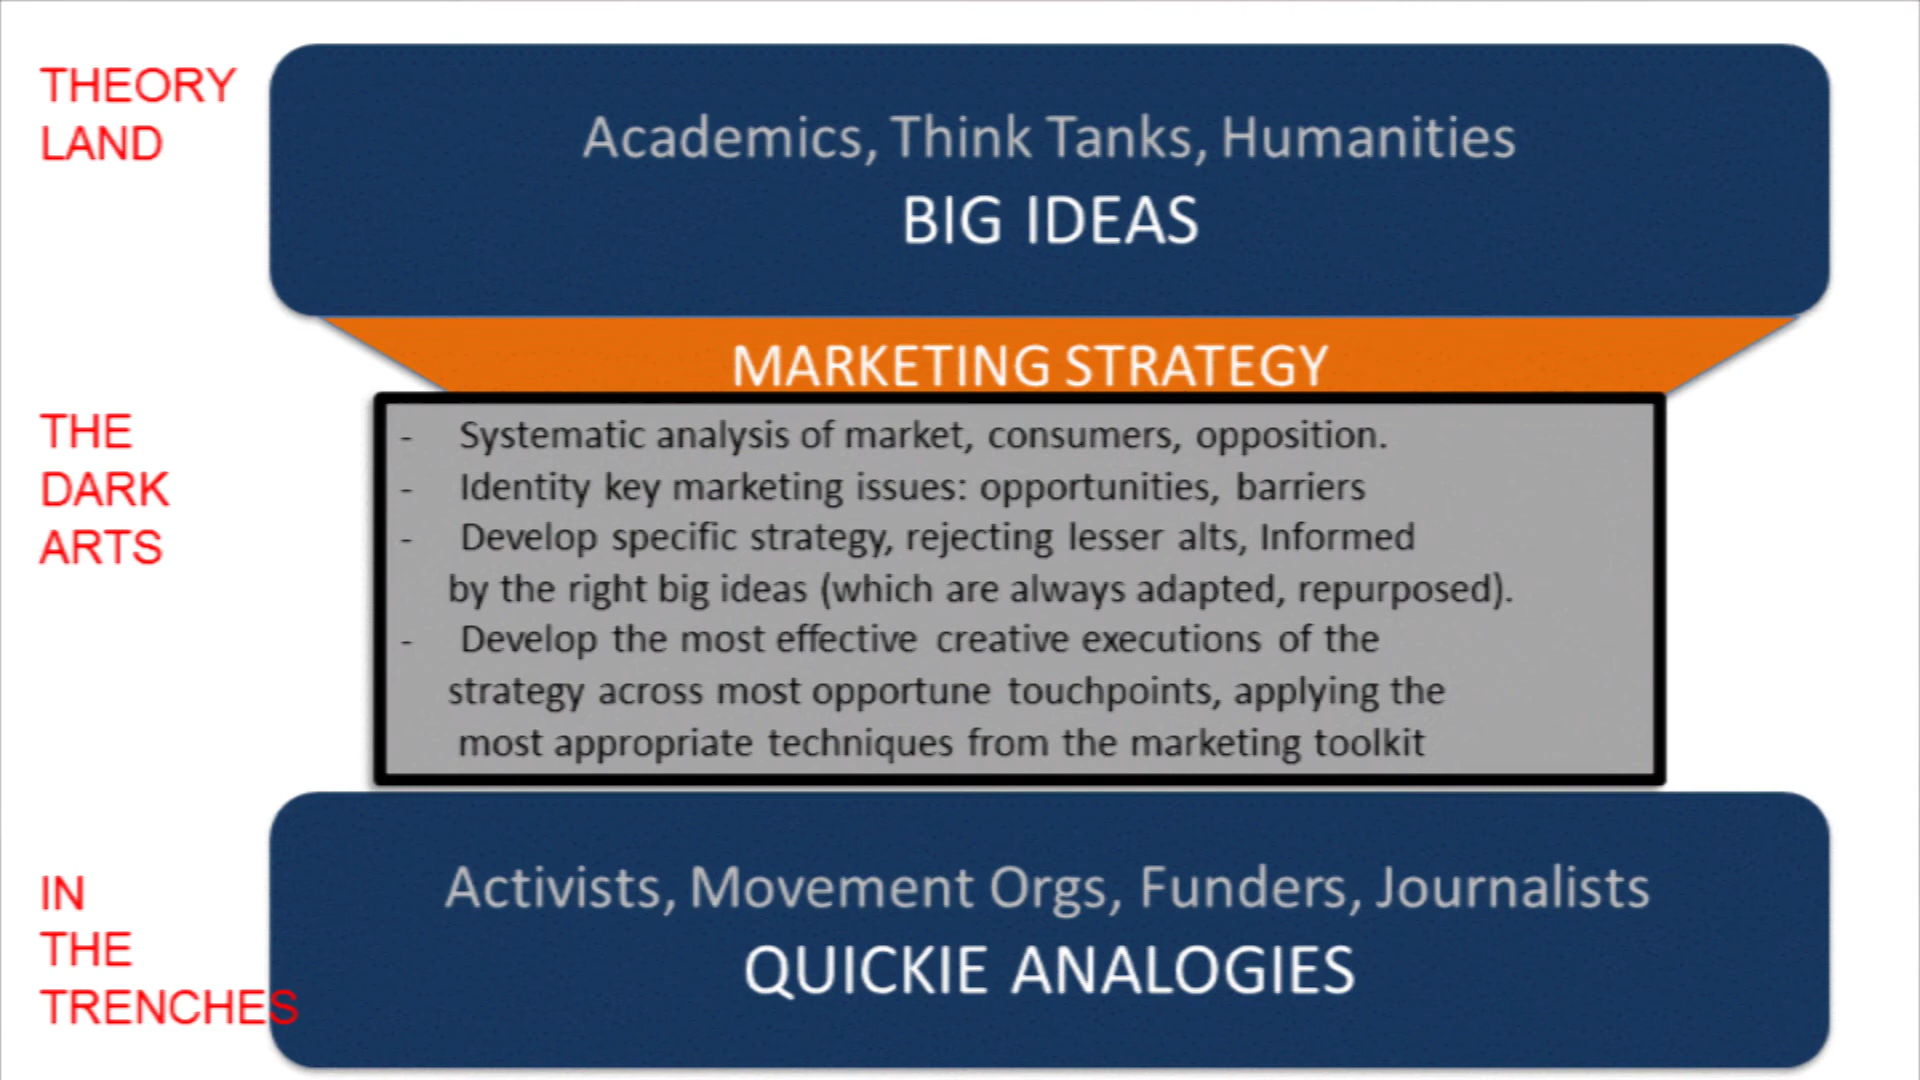 THEORY
LAND
Academics, Think Tanks, Humanities
BIG IDEAS
MARKETING STRATEGY
THE
DARK
ARTS
- Systematic analysis of market, consumers, opposition.
- Identity key marketing issues: opportunities, barriers
- Develop specific strategy, rejecting lesser alts, Informed
by the right big ideas (which are always adapted, repurposed).
- Develop the most effective creative executions of the
strategy across most opportune touchpoints, applying the
most appropriate techniques from the marketing toolkit
IN
THE
TRENCHES
Activists, Movement Orgs, Funders, Journalists
QUICKIE ANALOGIES